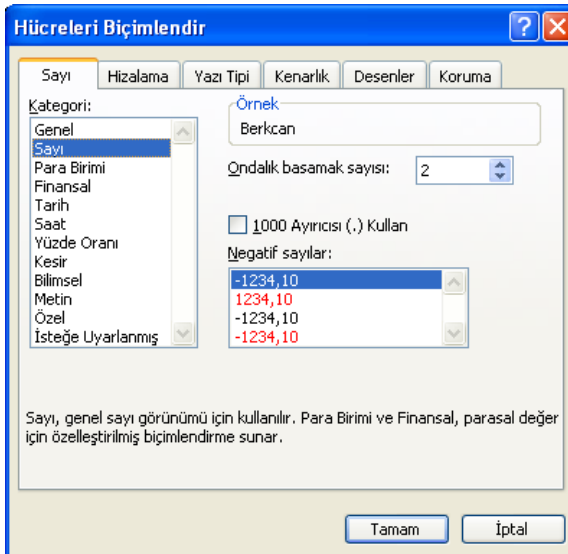 Hücreleri Biçimlendir
Sayı Hizalama Yazı Tipi Kenarlık Desenler Koruma
Kategori:
Genel
Sayı
Para Birimi
Finansal
Tarih
Saat
Yüzde Oranı
Kesir
Bilimsel
Metin
Özel
İsteğe Uyarlanmış
Örnek
Berkcan
Ondalık basamak sayısı: 2
1000 Ayırıcısı (.) Kullan
Negatif sayılar:
-1234,10
1234,10
-1234,10
-1234,10
Sayı, genel sayı görünümü için kullanılır. Para Birimi ve Finansal, parasal değer
için özelleştirilmiş biçimlendirme sunar.
Tamam İptal